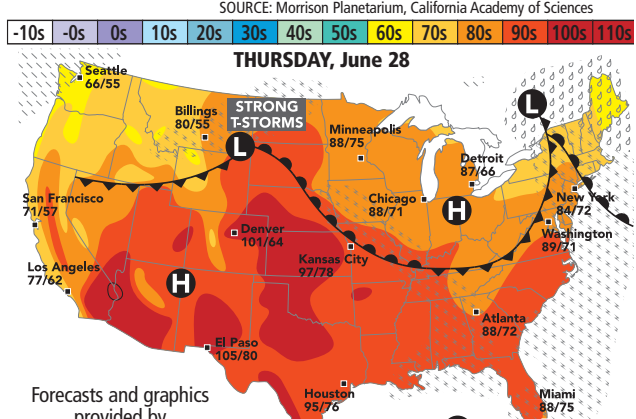 SOURCE: Morrison Planetarium, California Academy of Sciences
-10s -0s 0s 10s 20s 30s 40s 50s 60s 70s 80s 90s 100s 110s
THURSDAY, June 28
Seattle
66/55
Billings
80/55
STRONG
T-STORMS
L
L
Minneapolis
88/75
Detroit
87/66
San Francisco
71/57
Chicago
88/71
H
New York
84/72
Denver
101/64
Kansas City
97/78
Washington
89/71
Los Angeles
77/62
H
Atlanta
88/72
El Paso
105/80
Houston
95/76
Miami
88/75
Forecasts and graphics
provided by